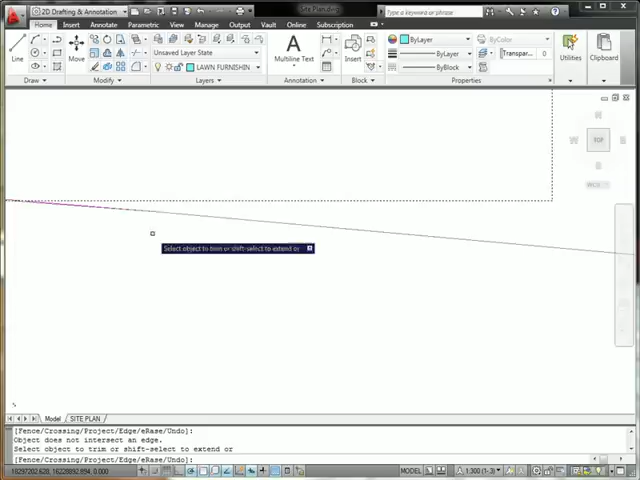 2D Drafting & Annotation
Site Plan.dwg
Type a keyword or phrase
Home Insert Annotate Parametric View Manage Output Vault Online Subscription
Line
Move
Unsaved Layer State
LAWN FURNISHIN
A
Multiline Text
Insert
ByLayer
ByLayer
ByBlock
ByColor
Transpar... 0
Utilities
Clipboard
Draw
Modify
Layers
Annotation
Block
Properties
N
W TOP E
S
Select object to trim or shift-select to extend or
Model SITE PLAN
[Fence/Crossing/Project/Edge/eRase/Undo]:
Object does not intersect an edge.
Select object to trim or shift-select to extend or
[Fence/Crossing/Project/Edge/eRase/Undo]:
MODEL